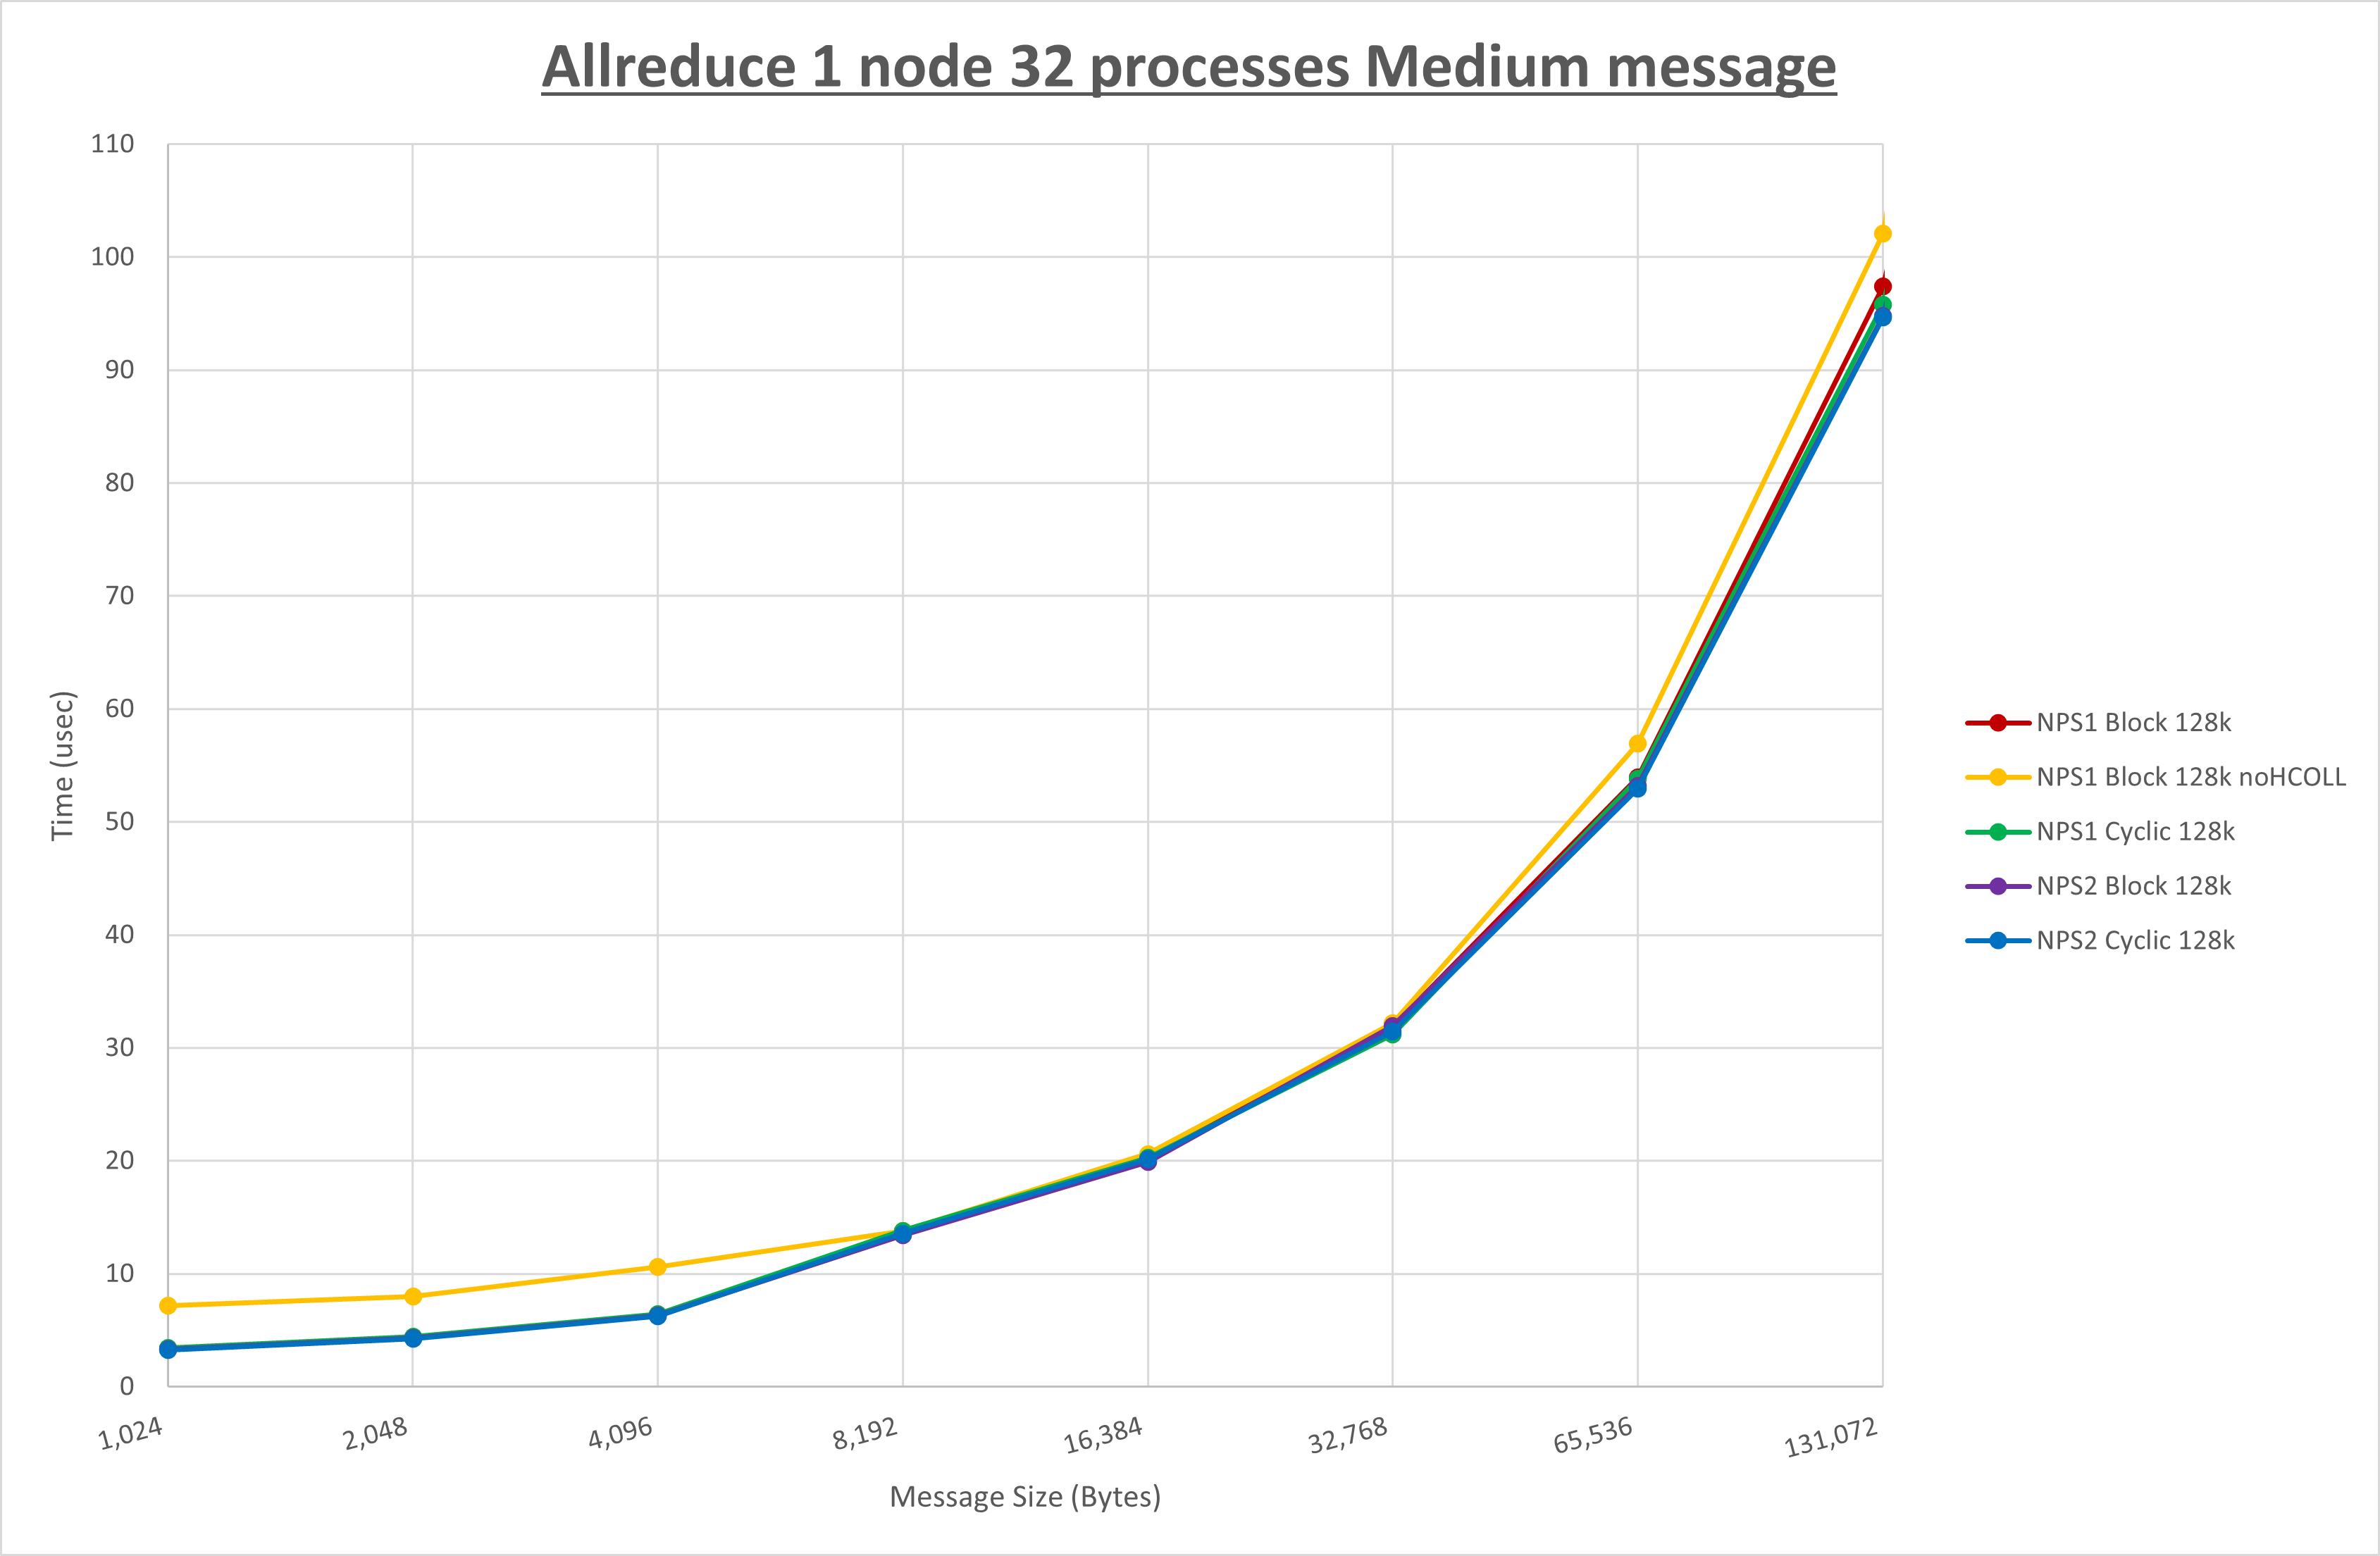 Allreduce 1 node 32 processes Medium message
110
100
90
80
70
60
50
40
30
20
10
0
Time (usec)
1,024
2,048
4,096
8,192
16,384
32,768
65,536
131,072
Message Size (Bytes)
NPS1 Block 128k
NPS1 Block 128k noHCOLL
NPS1 Cyclic 128k
NPS2 Block 128k
NPS2 Cyclic 128k